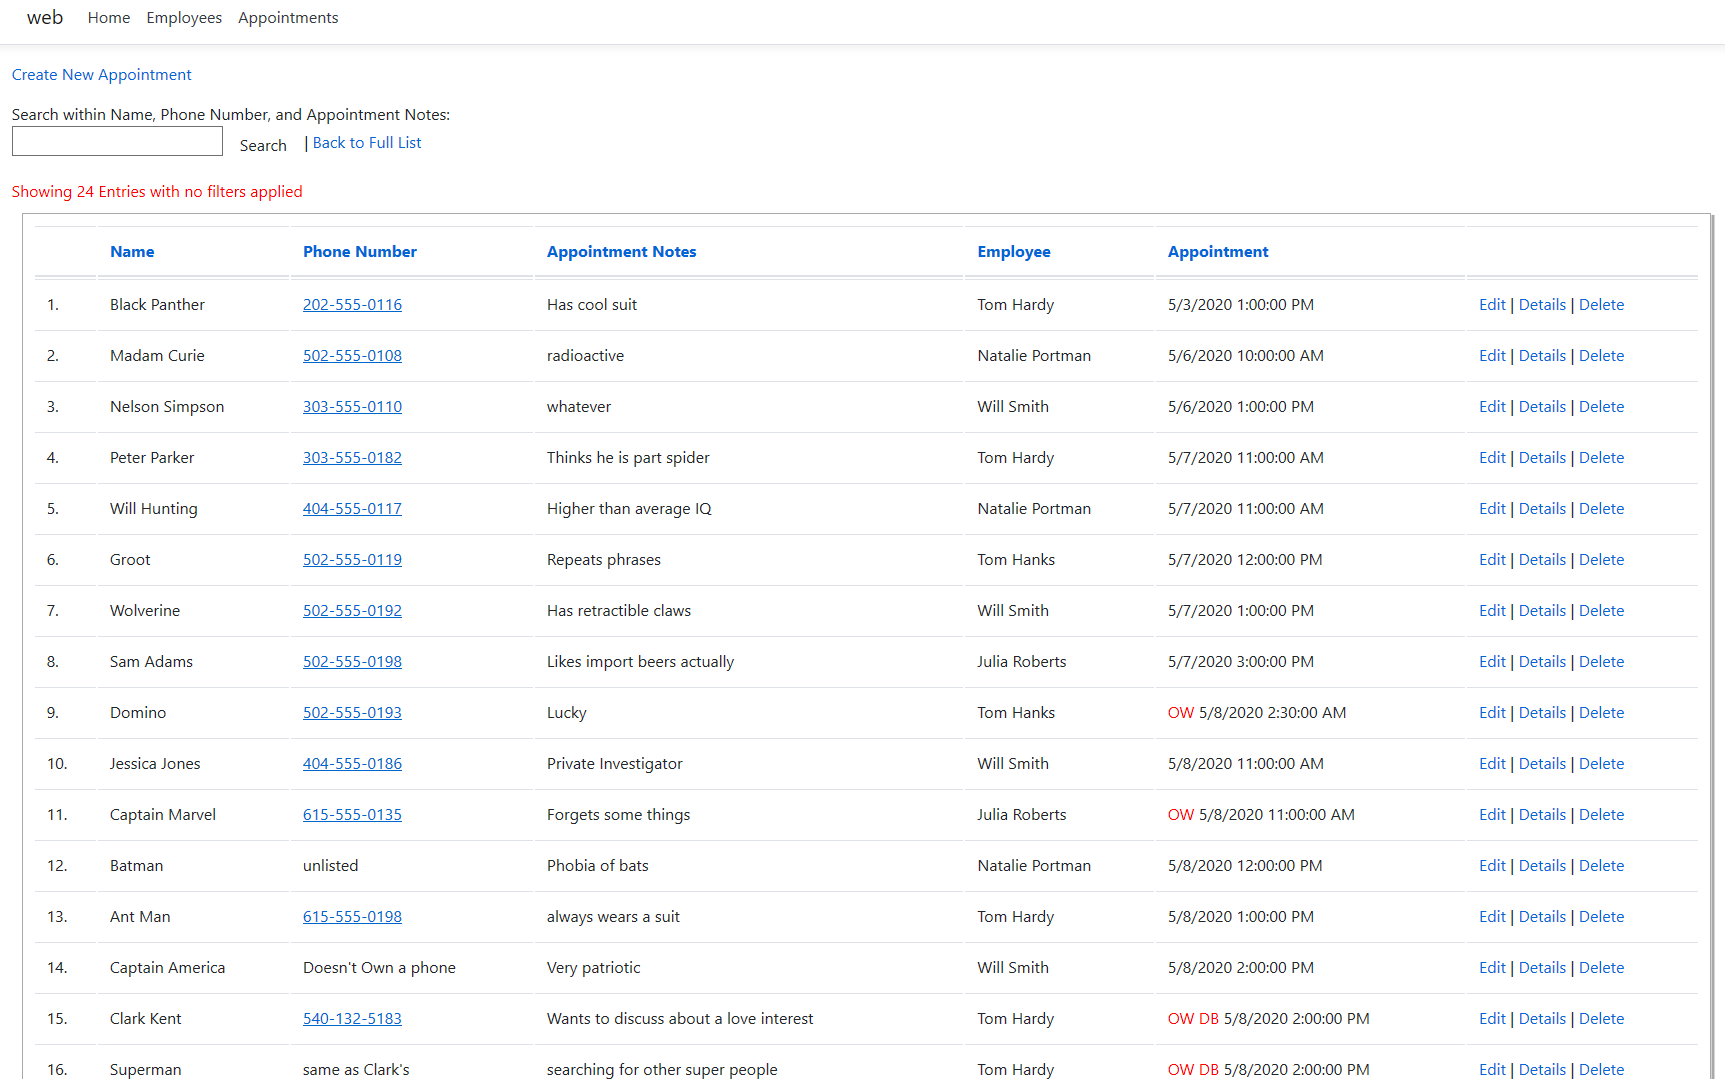 web Home Employees Appointments
Create New Appointment
Search within Name, Phone Number, and Appointment Notes:
Search | Back to Full List
Showing 24 Entries with no filters applied
Name Phone Number Appointment Notes Employee Appointment
1. Black Panther 202-555-0116 Has cool suit Tom Hardy 5/3/2020 1:00:00 PM Edit | Details | Delete
2. Madam Curie 502-555-0108 radioactive Natalie Portman 5/6/2020 10:00:00 AM Edit | Details | Delete
3. Nelson Simpson 303-555-0110 whatever Will Smith 5/6/2020 1:00:00 PM Edit | Details | Delete
4. Peter Parker 303-555-0182 Thinks he is part spider Tom Hardy 5/7/2020 11:00:00 AM Edit | Details | Delete
5. Will Hunting 404-555-0117 Higher than average IQ Natalie Portman 5/7/2020 11:00:00 AM Edit | Details | Delete
6. Groot 502-555-0119 Repeats phrases Tom Hanks 5/7/2020 12:00:00 PM Edit | Details | Delete
7. Wolverine 502-555-0192 Has retractible claws Will Smith 5/7/2020 1:00:00 PM Edit | Details | Delete
8. Sam Adams 502-555-0198 Likes import beers actually Julia Roberts 5/7/2020 3:00:00 PM Edit | Details | Delete
9. Domino 502-555-0193 Lucky Tom Hanks OW 5/8/2020 2:30:00 AM Edit | Details | Delete
10. Jessica Jones 404-555-0186 Private Investigator Will Smith 5/8/2020 11:00:00 AM Edit | Details | Delete
11. Captain Marvel 615-555-0135 Forgets some things Julia Roberts OW 5/8/2020 11:00:00 AM Edit | Details | Delete
12. Batman unlisted Phobia of bats Natalie Portman 5/8/2020 12:00:00 PM Edit | Details | Delete
13. Ant Man 615-555-0198 always wears a suit Tom Hardy 5/8/2020 1:00:00 PM Edit | Details | Delete
14. Captain America Doesn't Own a phone Very patriotic Will Smith 5/8/2020 2:00:00 PM Edit | Details | Delete
15. Clark Kent 540-132-5183 Wants to discuss about a love interest Tom Hardy OW DB 5/8/2020 2:00:00 PM Edit | Details | Delete
16. Superman same as Clark's searching for other super people Tom Hardy OW DB 5/8/2020 2:00:00 PM Edit | Details | Delete